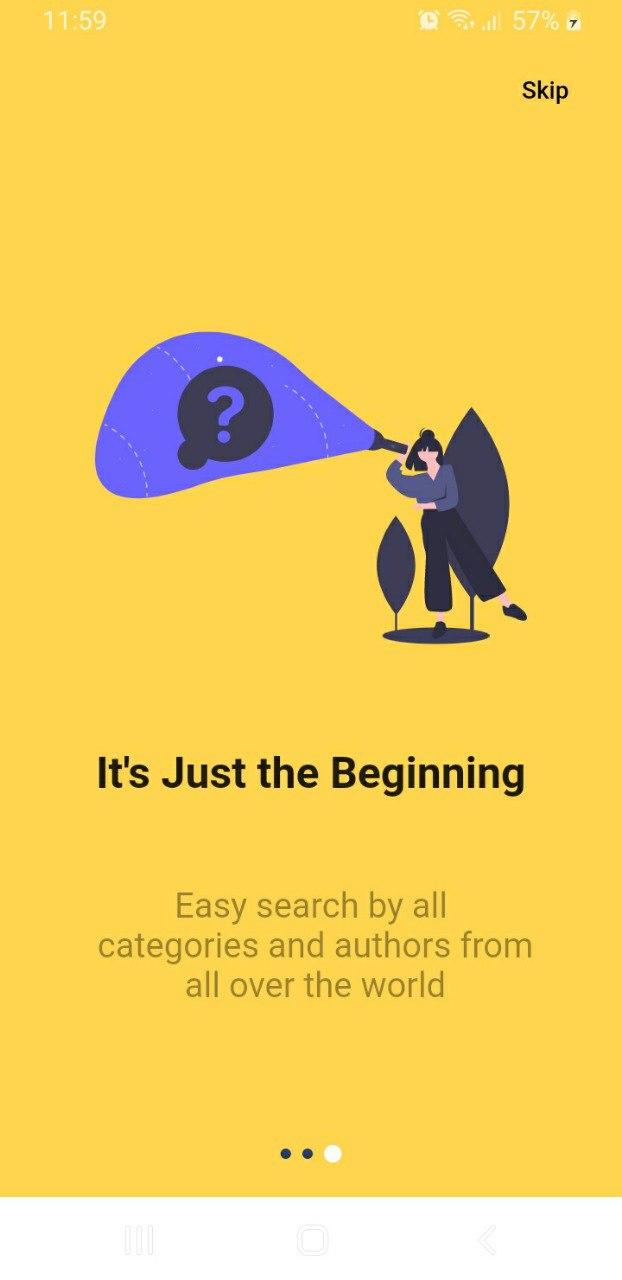 11:59
57%
Skip
?
It's Just the Beginning
Easy search by all
categories and authors from
all over the world